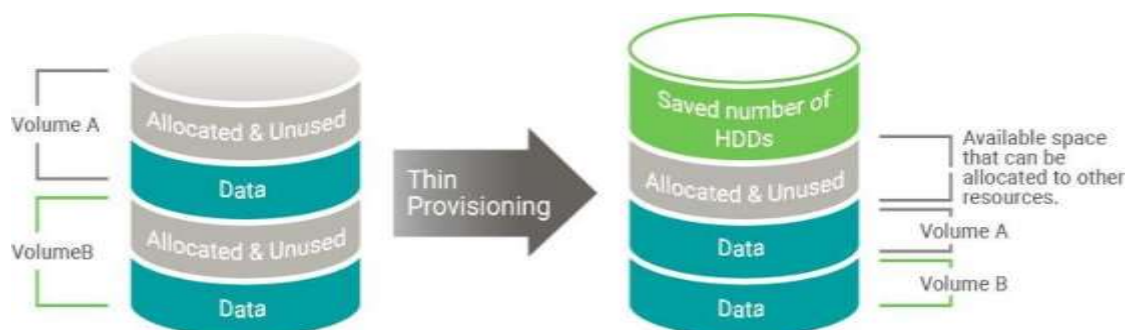 Volume A
Allocated & Unused
Data
VolumeB
Allocated & Unused
Data
Thin
Provisioning
Saved number of
HDDs
Allocated & Unused
Data
Data
Available space
that can be
allocated to other
resources.
Volume A
Volume B